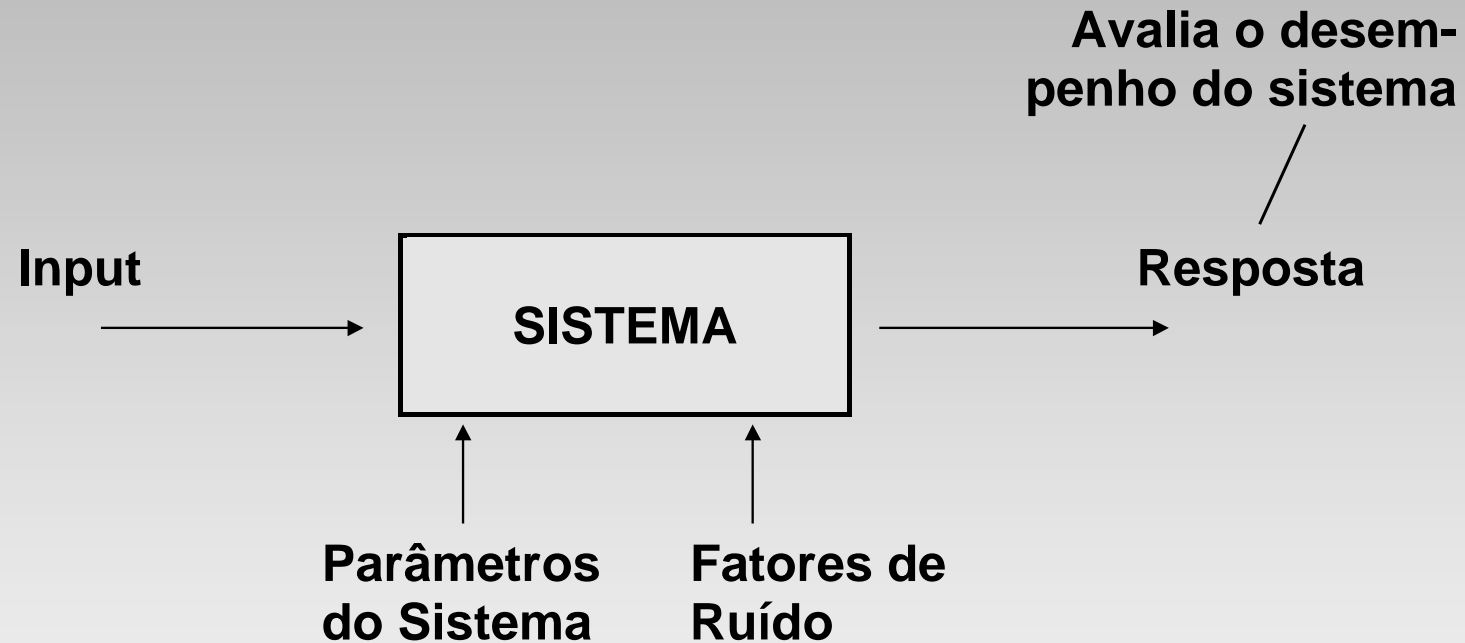 Avalia o desem-
penho do sistema
Input
SISTEMA
Resposta
Parâmetros
do Sistema
Fatores de
Ruído